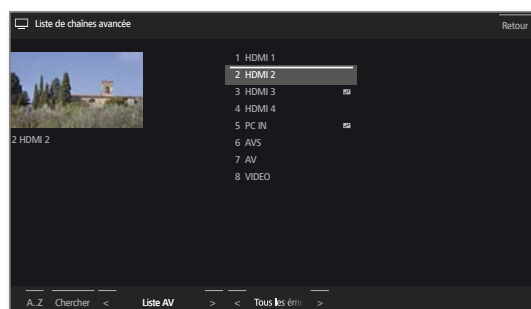 Liste de chaînes avancée
Retour
1 HDMI 1
2 HDMI 2
3 HDMI 3
4 HDMI 4
5 PC IN
6 AVS
7 AV
8 VIDEO
2 HDMI 2
A..Z Chercher < Liste AV > < Tous les ém >